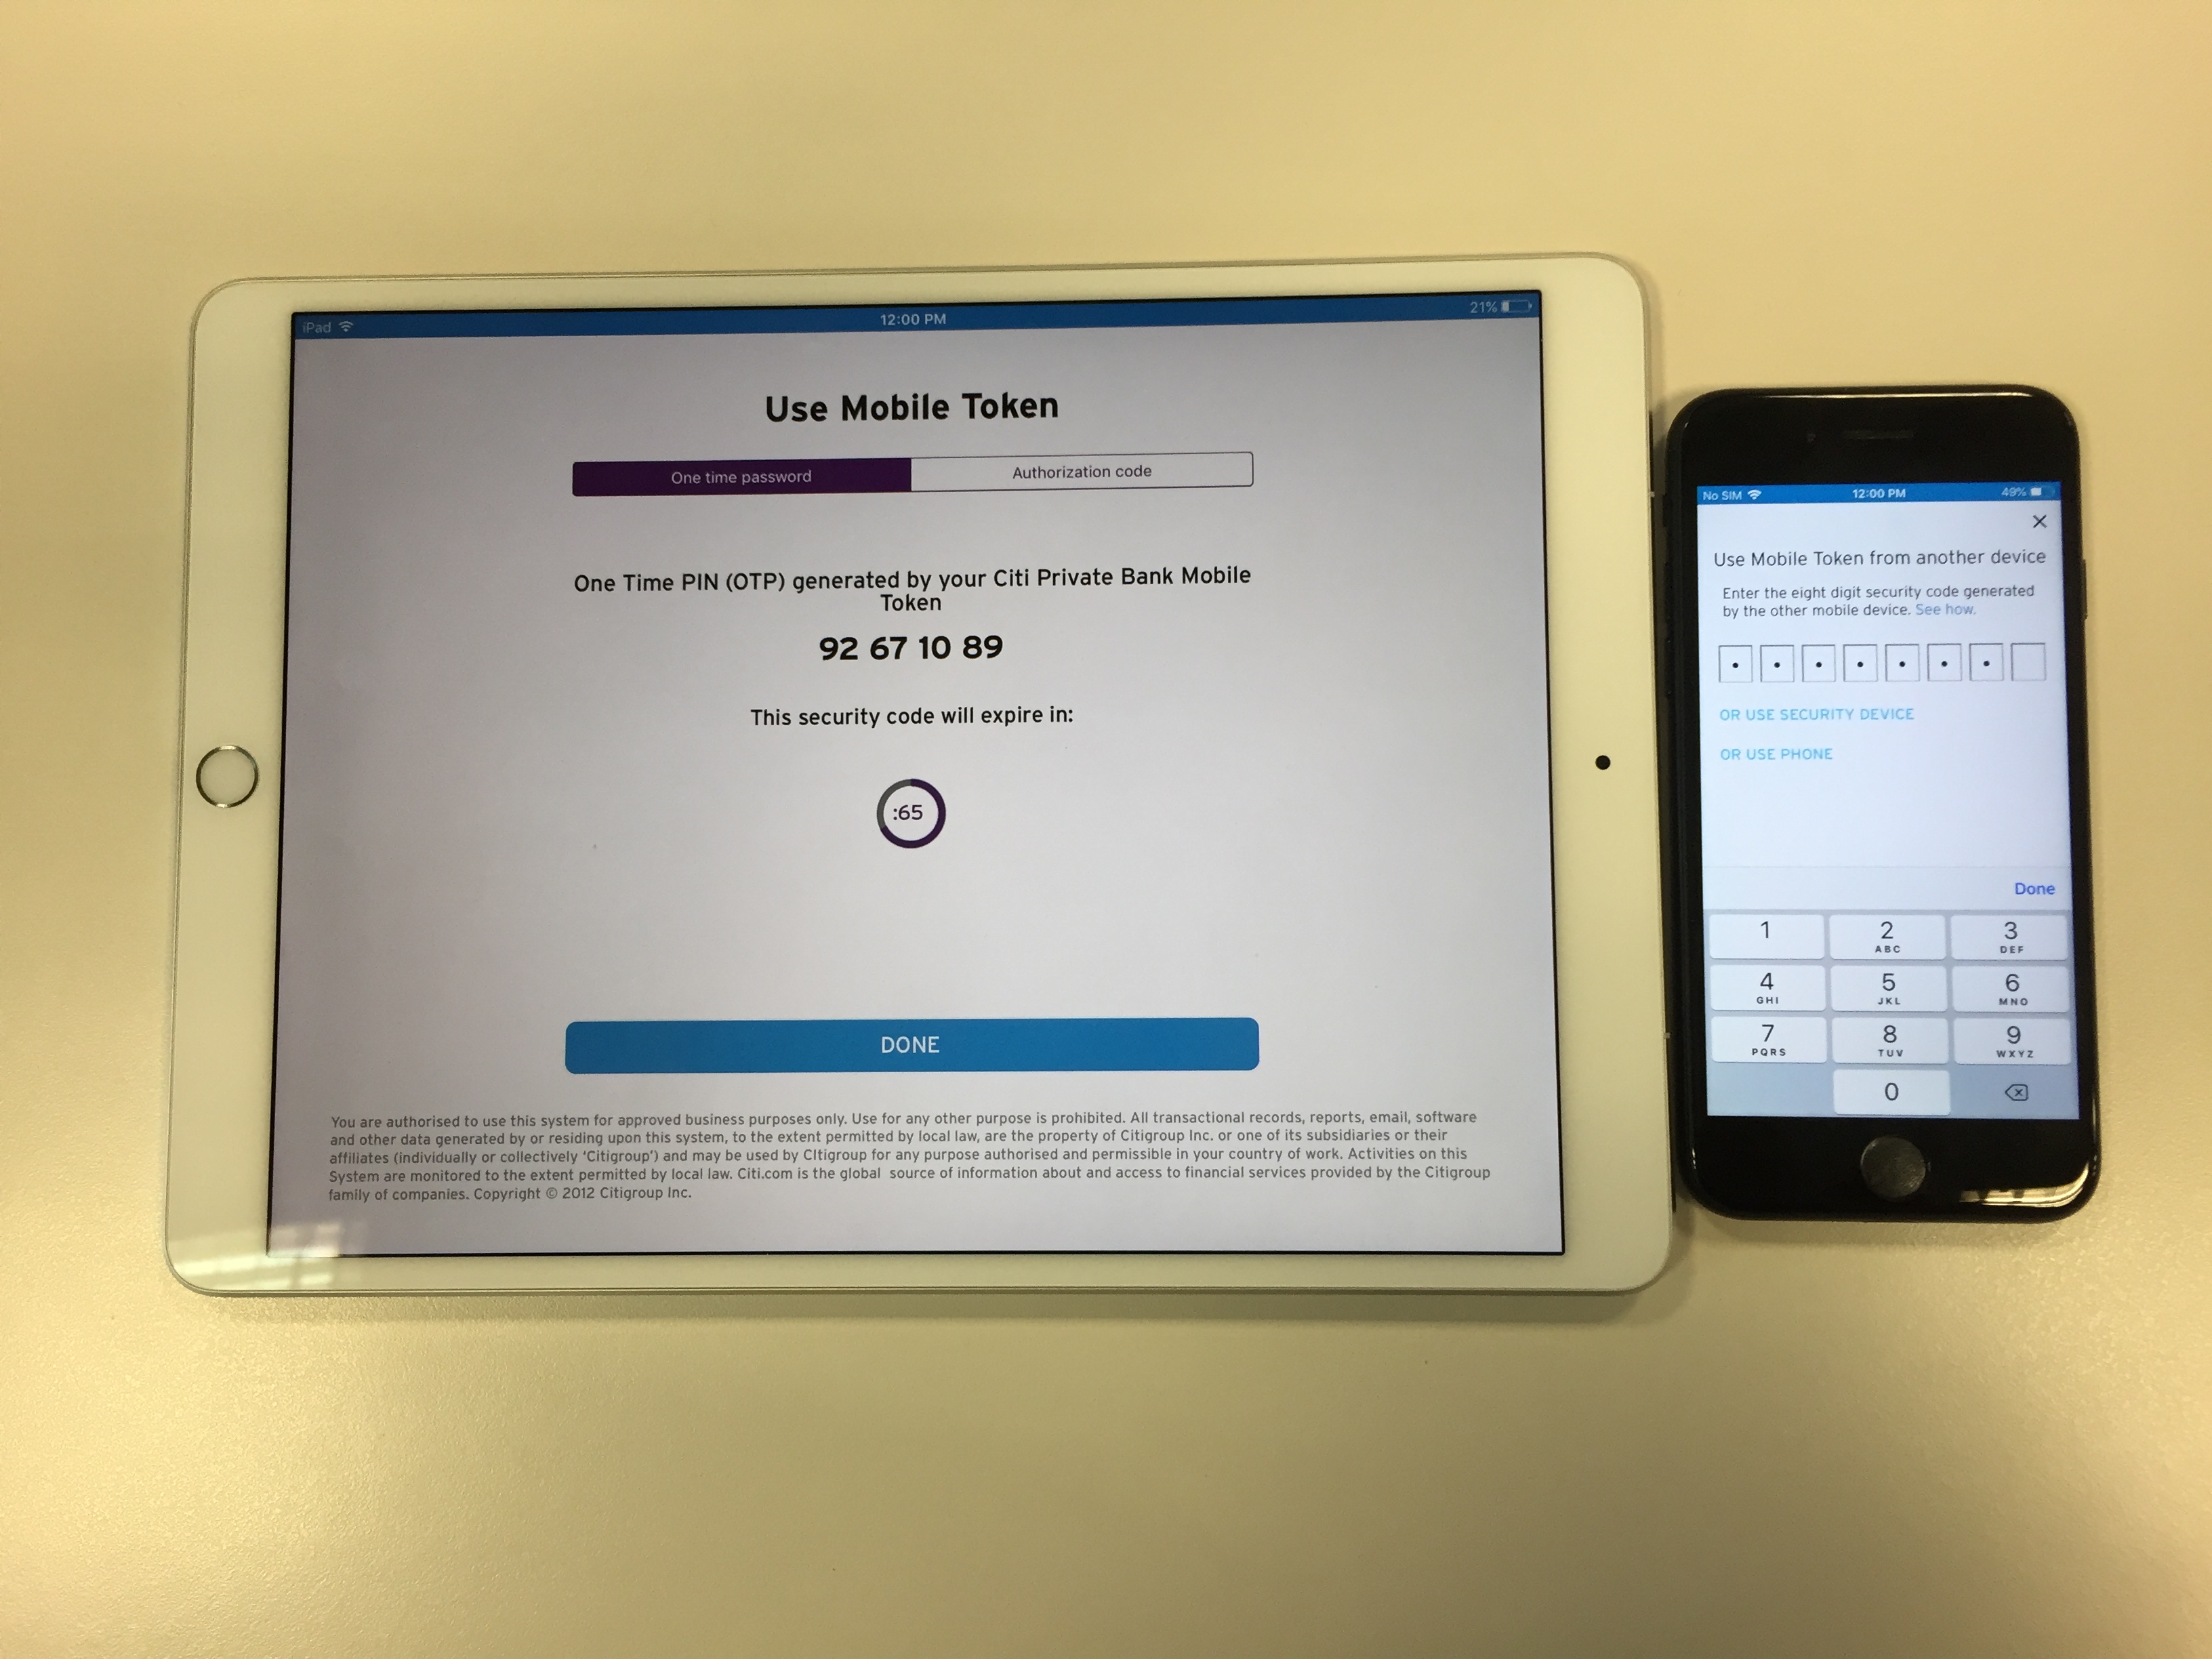 iPad 12:00 PM 21%
Use Mobile Token
One time password Authorization code
One Time PIN (OTP) generated by your Citi Private Bank Mobile
Token
92 67 10 89
This security code will expire in:
:65
DONE
You are authorised to use this system for approved business purposes only. Use for any other purpose is prohibited. All transactional records, reports, email, software
and other data generated by or residing upon this system, to the extent permitted by local law, are the property of Citigroup Inc. or one of its subsidiaries or their
affiliates (individually or collectively 'Citigroup') and may be used by Citigroup for any purpose authorised and permissible in your country of work. Activities on this
System are monitored to the extent permitted by local law. Citi.com is the global source of information about and access to financial services provided by the Citigroup
family of companies. Copyright © 2012 Citigroup Inc.
No SIM 12:00 PM 49%
Use Mobile Token from another device
Enter the eight digit security code generated
by the other mobile device. See how.
OR USE SECURITY DEVICE
OR USE PHONE
Done
1 2 3
ABC DEF
4 5 6
GHI JKL MNO
7 8 9
PQRS TUV WXYZ
0